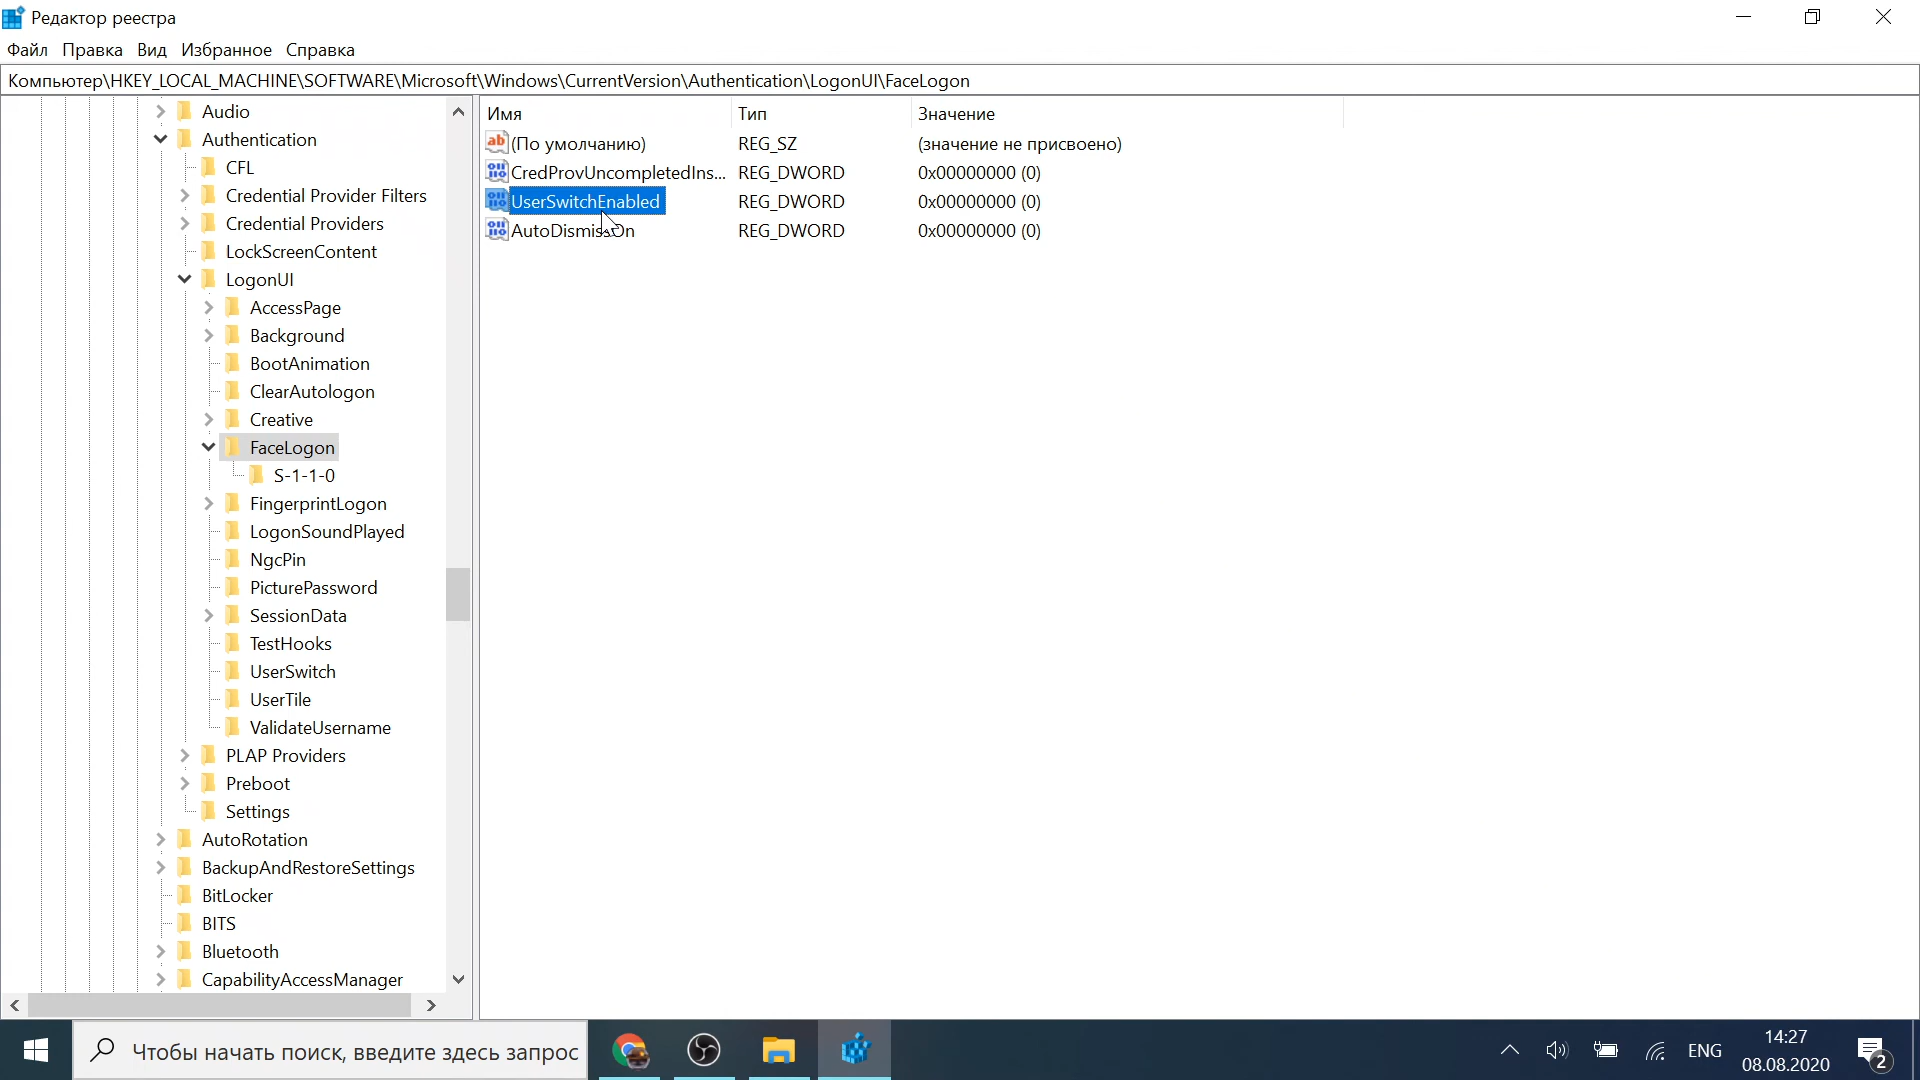 Редактор реестра
Файл Правка Вид Избранное Справка
Компьютер\HKEY_LOCAL_MACHINE\SOFTWARE\Microsoft\Windows\CurrentVersion\Authentication\LogonUI\FaceLogon
Audio
Authentication
CFL
Credential Provider Filters
Credential Providers
LockScreenContent
LogonUI
AccessPage
Background
BootAnimation
ClearAutologon
Creative
FaceLogon
S-1-1-0
FingerprintLogon
LogonSoundPlayed
NgcPin
PicturePassword
SessionData
TestHooks
UserSwitch
UserTile
ValidateUsername
PLAP Providers
Preboot
Settings
AutoRotation
BackupAndRestoreSettings
BitLocker
BITS
Bluetooth
CapabilityAccessManager
Имя Тип Значение
(По умолчанию) REG_SZ (значение не присвоено)
CredProvUncompletedIns... REG_DWORD 0x00000000 (0)
UserSwitchEnabled REG_DWORD 0x00000000 (0)
AutoDismissOn REG_DWORD 0x00000000 (0)
Чтобы начать поиск, введите здесь запрос
ENG
14:27
08.08.2020
2